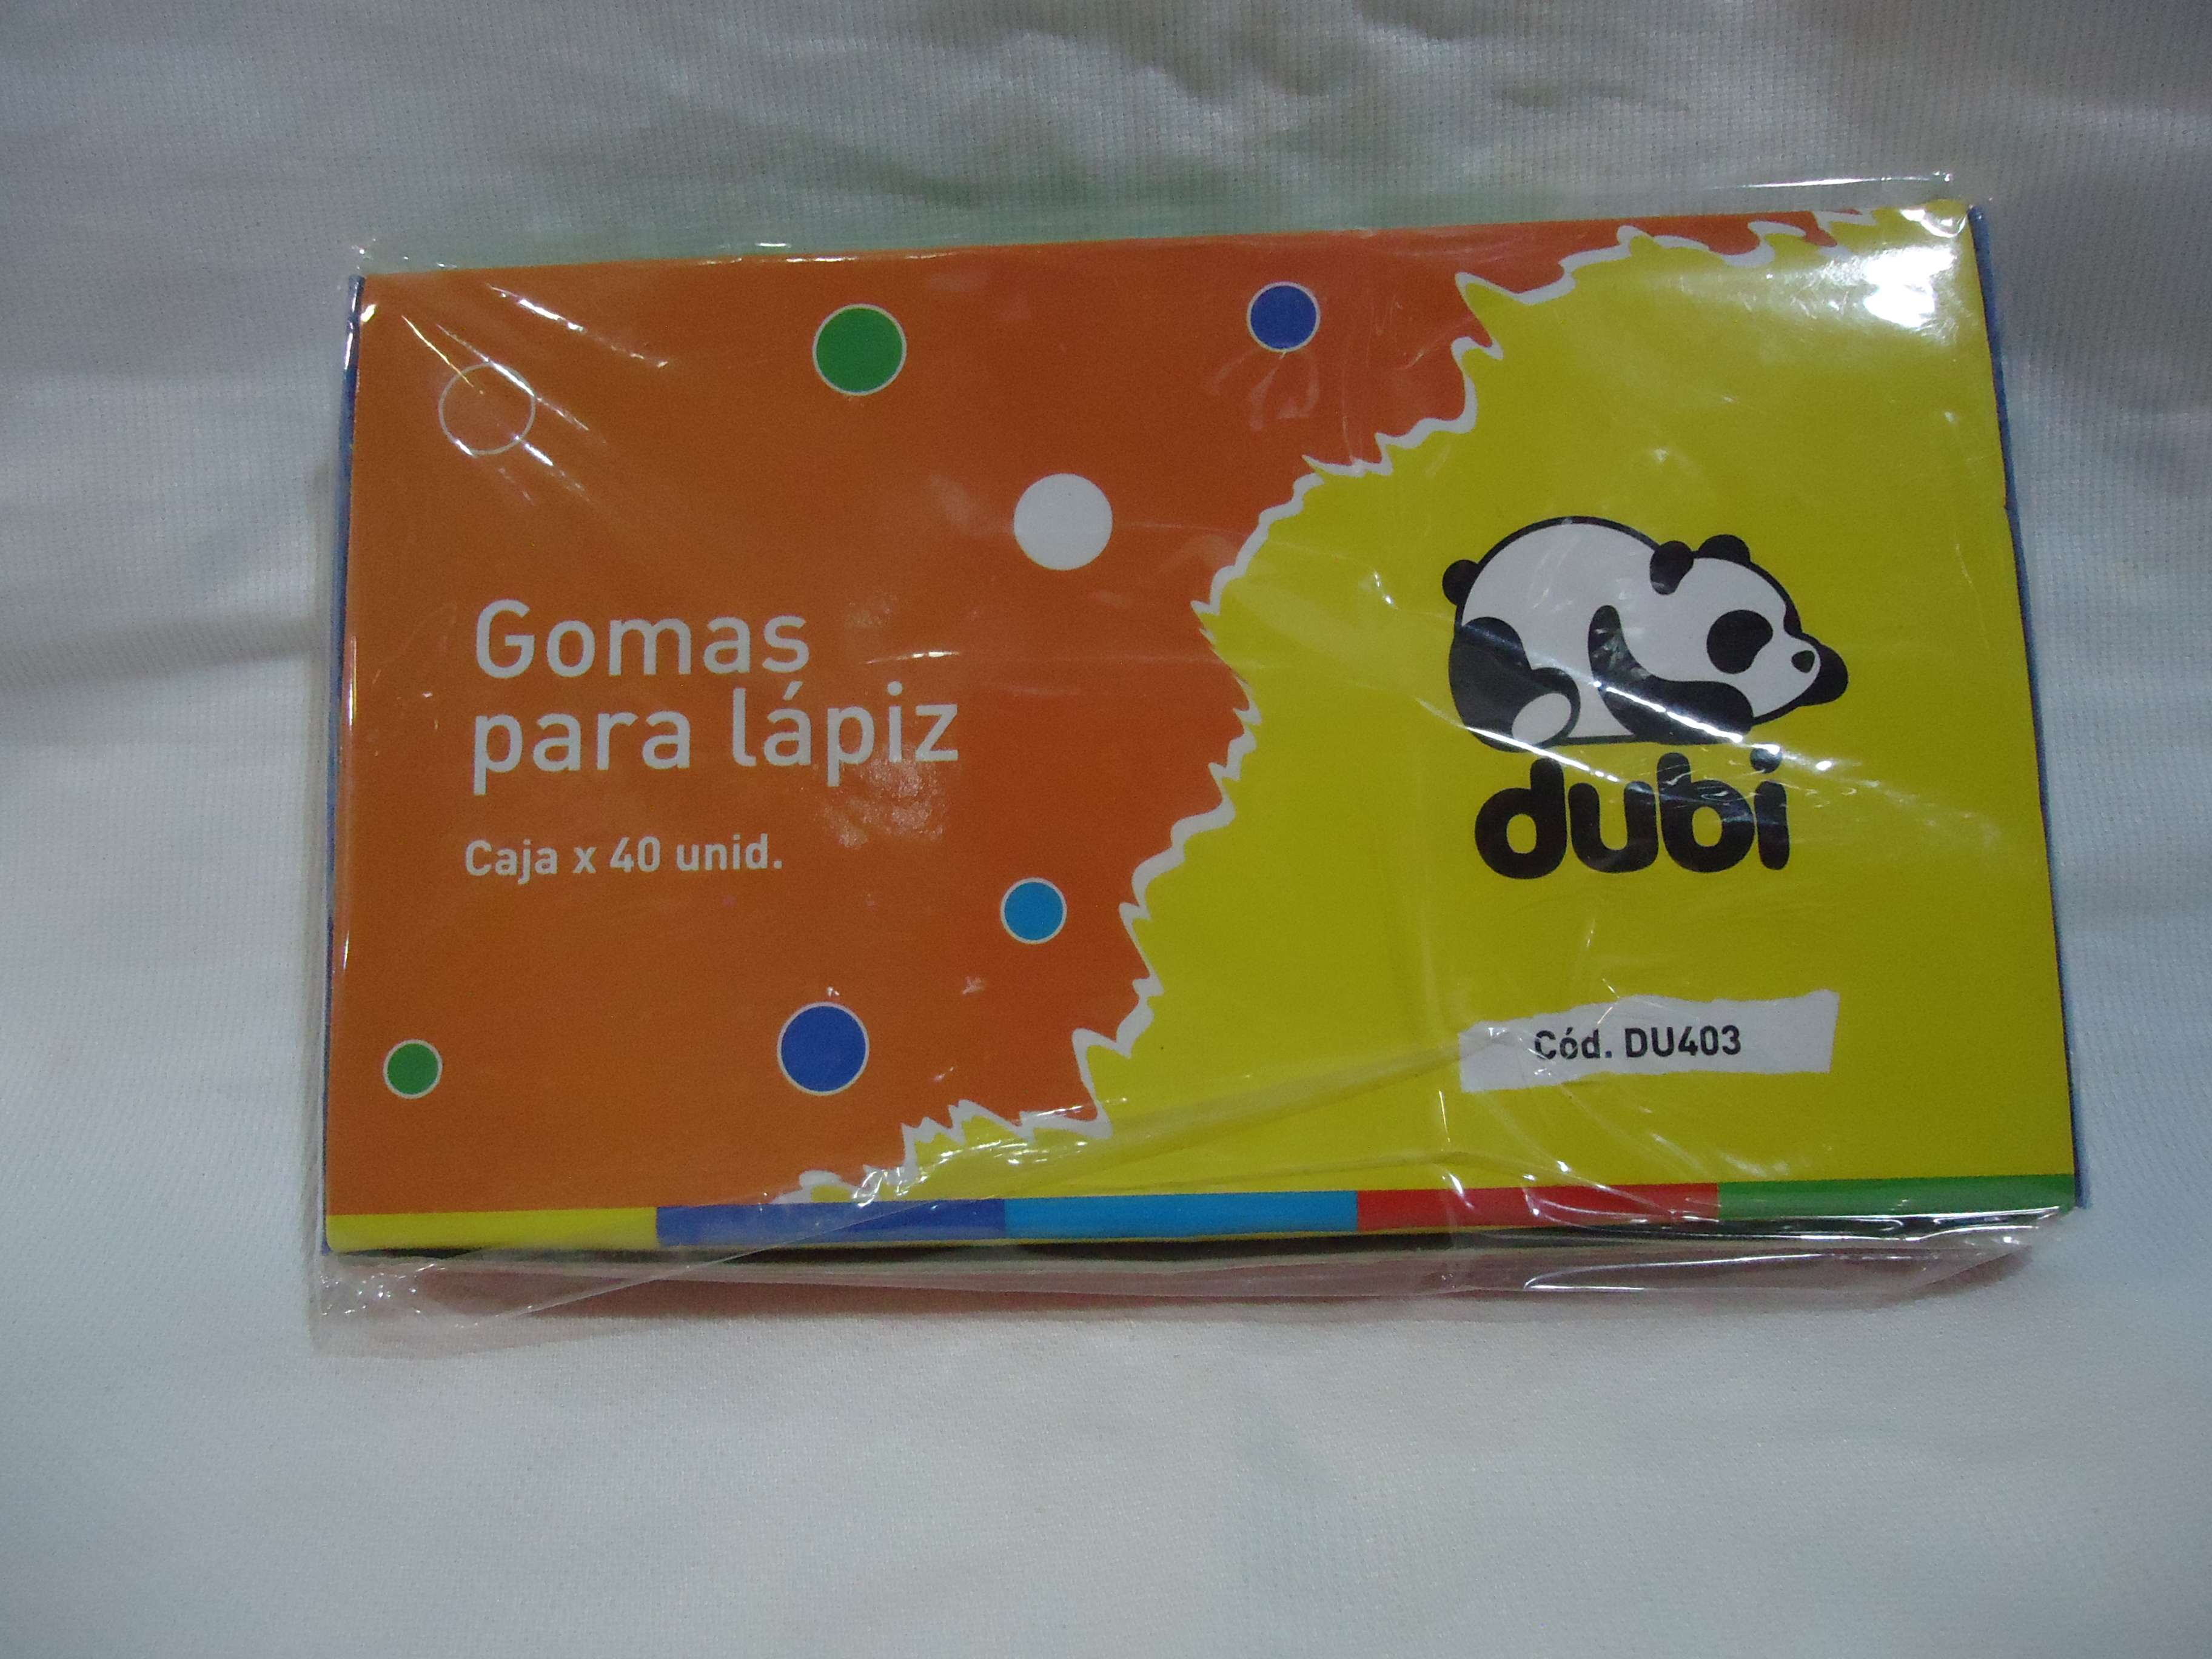 Gomas
para lápiz
Caja x 40 unid.
dubi
Cód. DU403